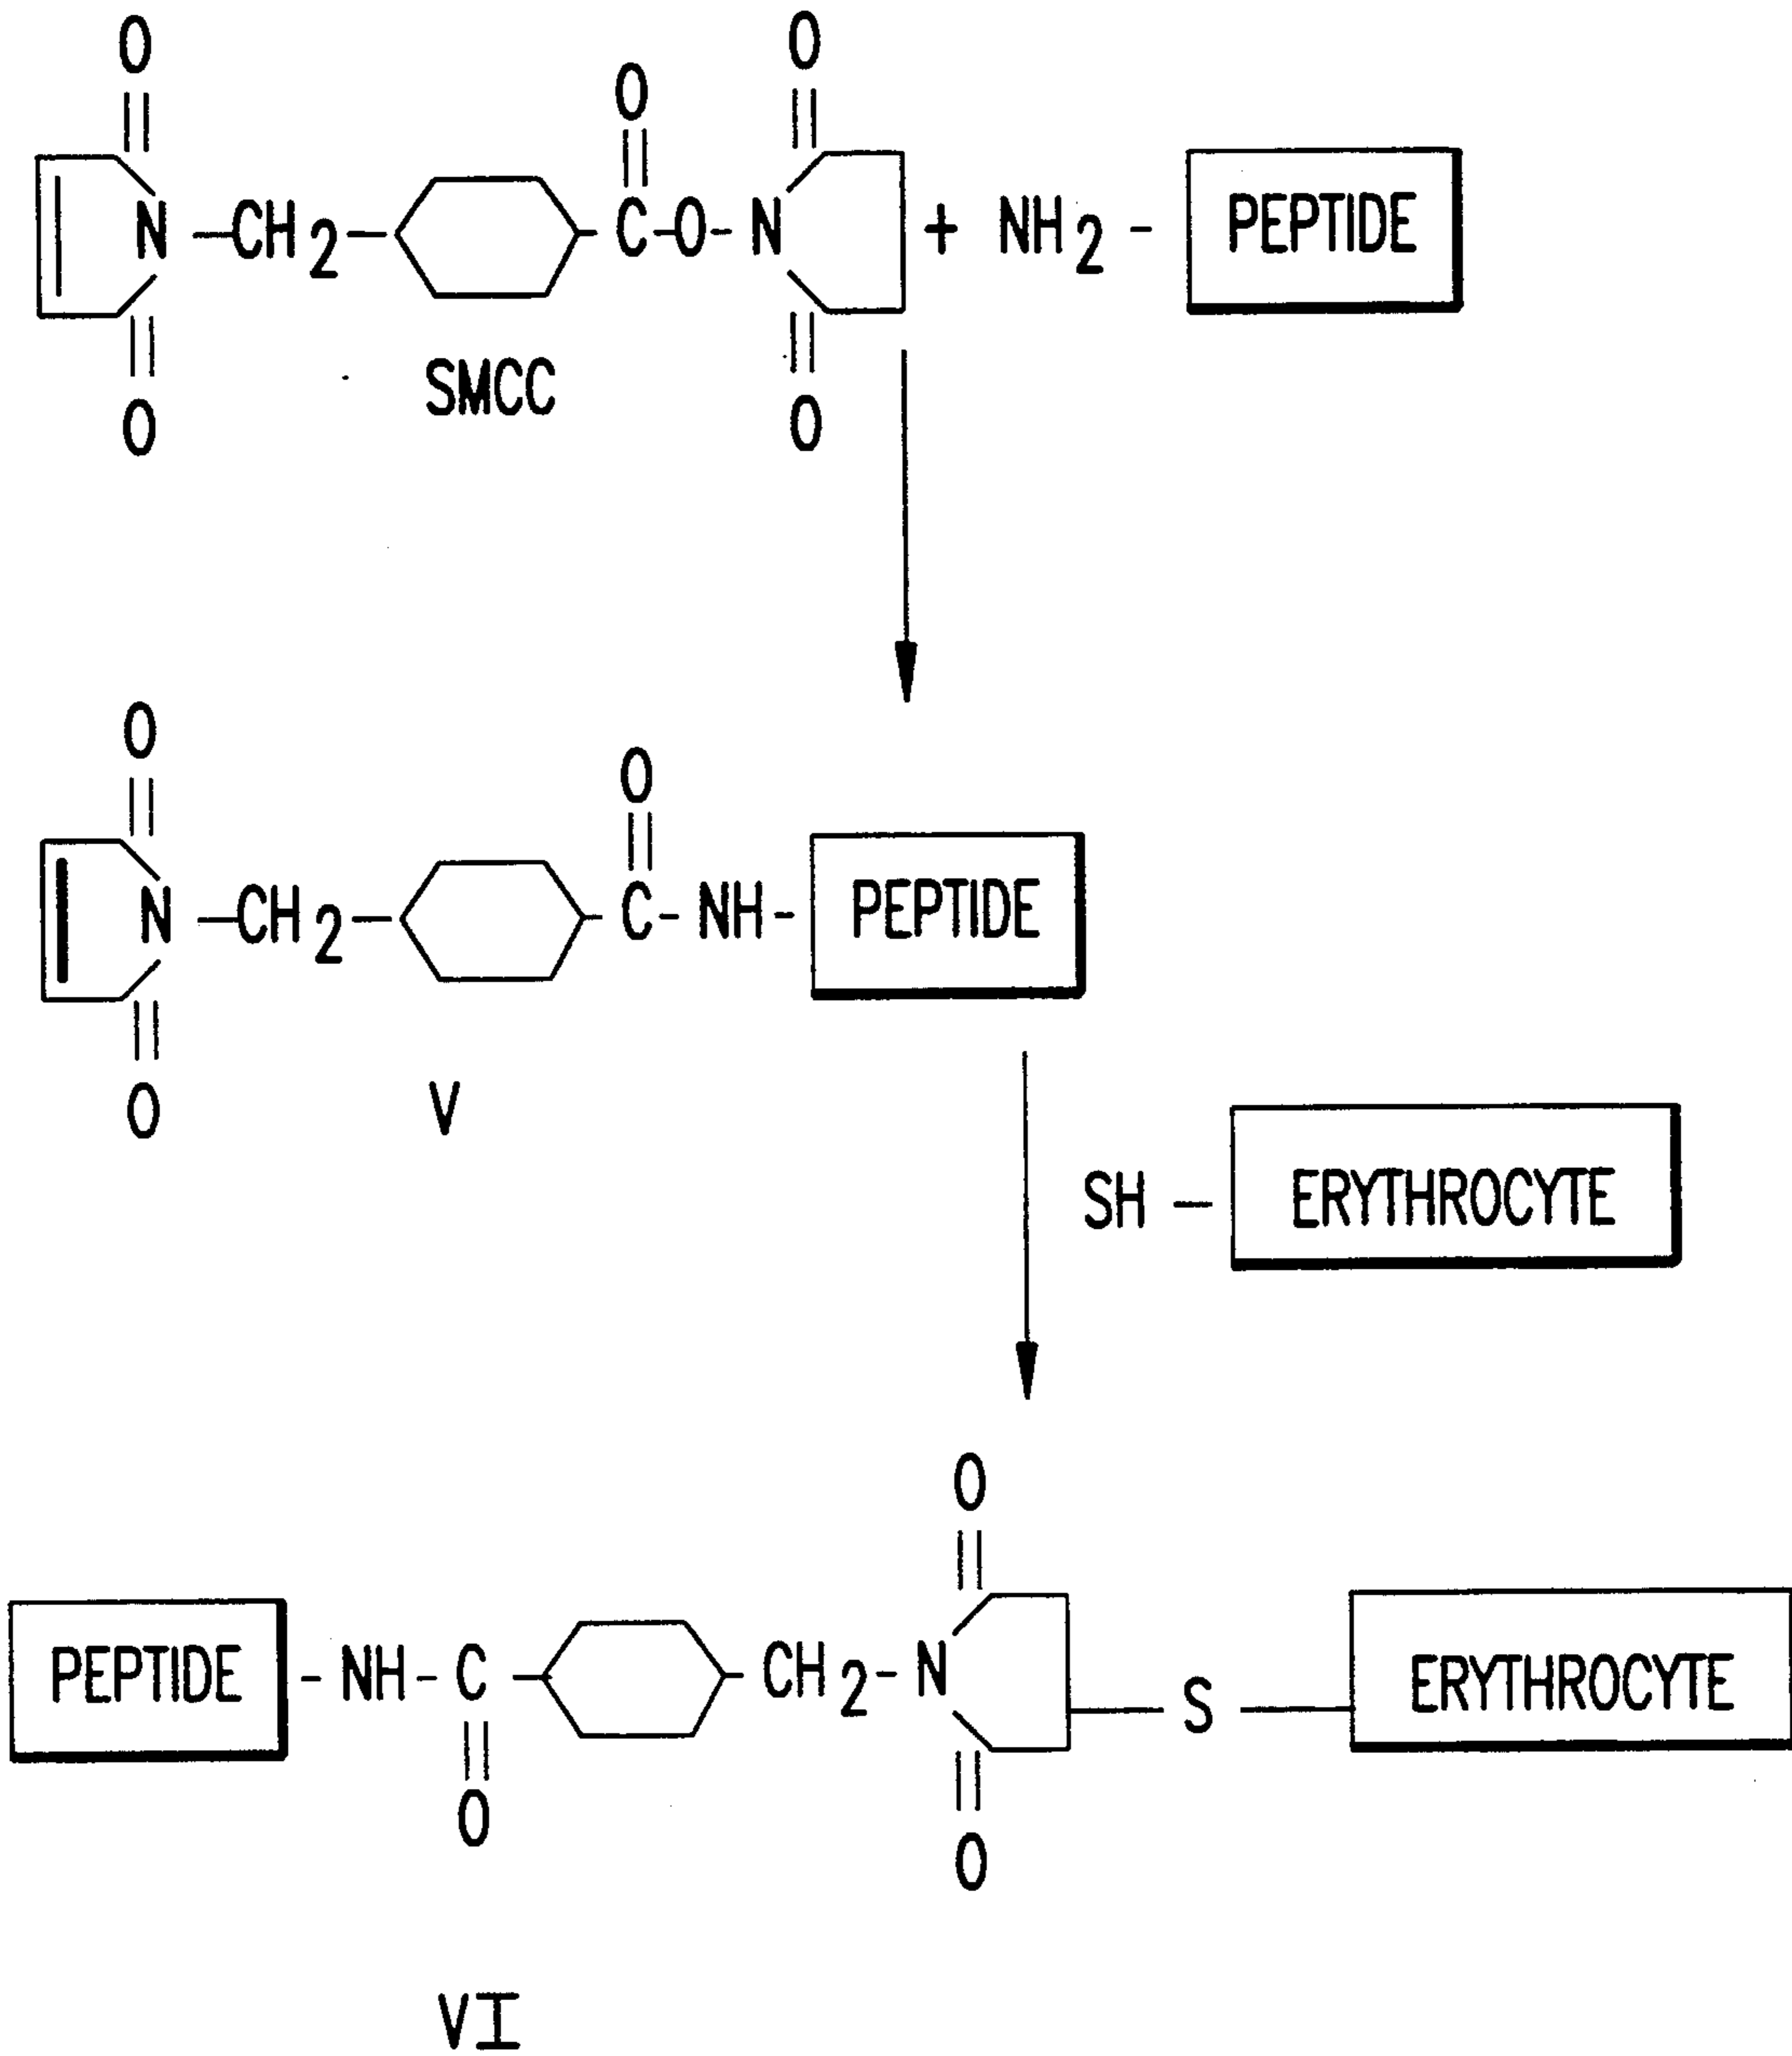 O O O
N —CH2— C-O-N + NH2 - PEPTIDE
O SMCC O
O O
N —CH2— C- NH- PEPTIDE
O V
SH — ERYTHROCYTE
O
PEPTIDE - NH - C — CH2- N — S — ERYTHROCYTE
O O
VI